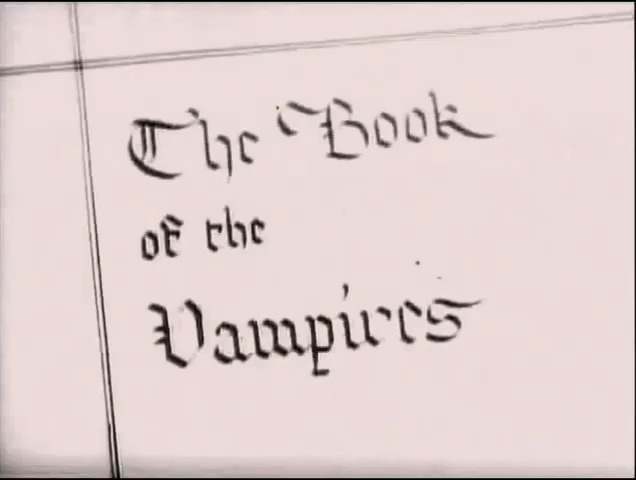 The Book
of the
Vampires